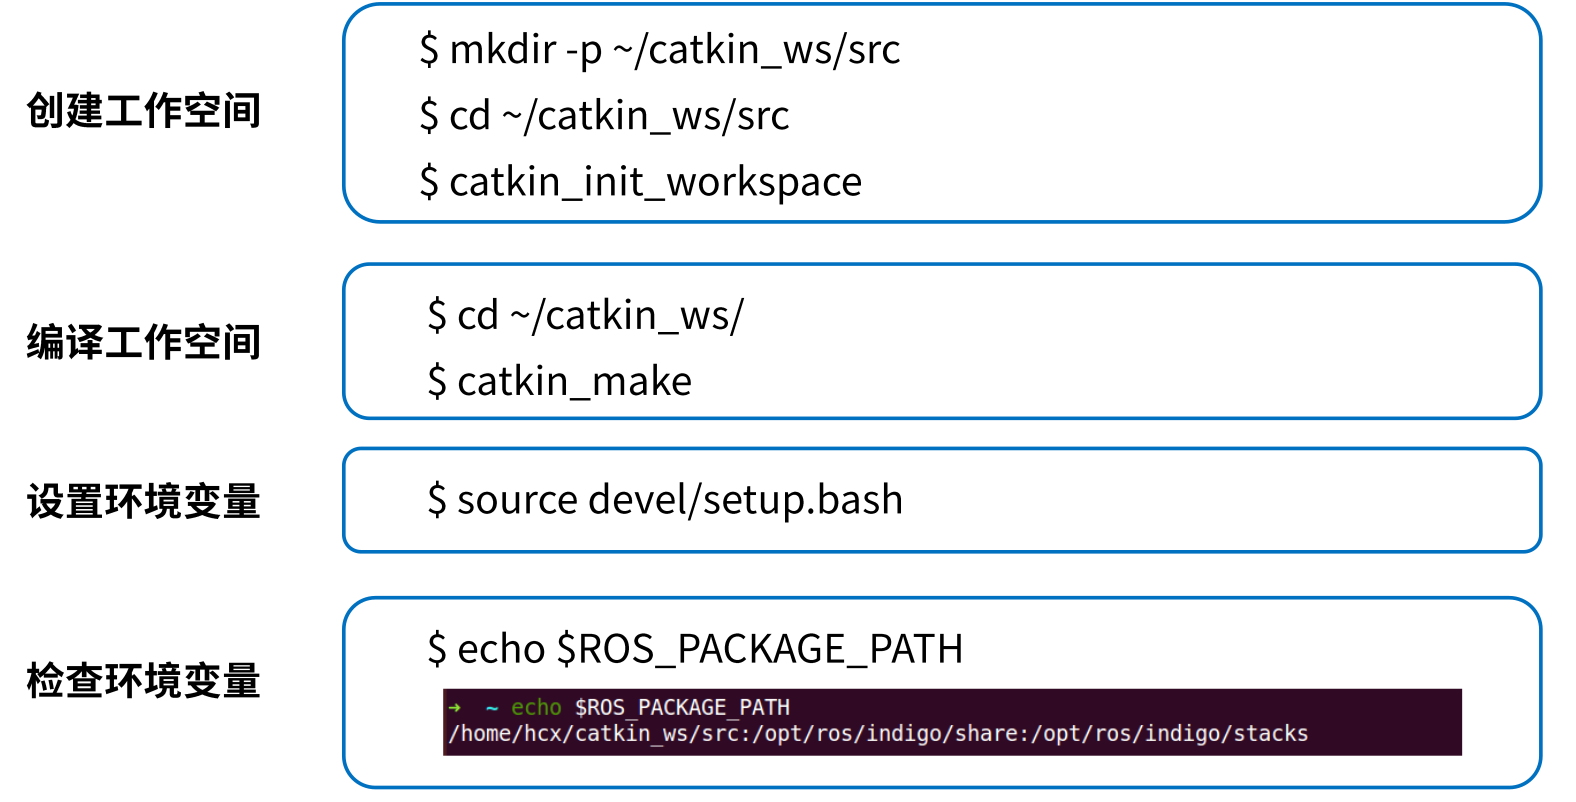 创建工作空间
$ mkdir -p ~/catkin_ws/src
$ cd ~/catkin_ws/src
$ catkin_init_workspace
编译工作空间
$ cd ~/catkin_ws/
$ catkin_make
设置环境变量
$ source devel/setup.bash
检查环境变量
$ echo $ROS_PACKAGE_PATH
➜ ~ echo $ROS_PACKAGE_PATH
/home/hcx/catkin_ws/src:/opt/ros/indigo/share:/opt/ros/indigo/stacks